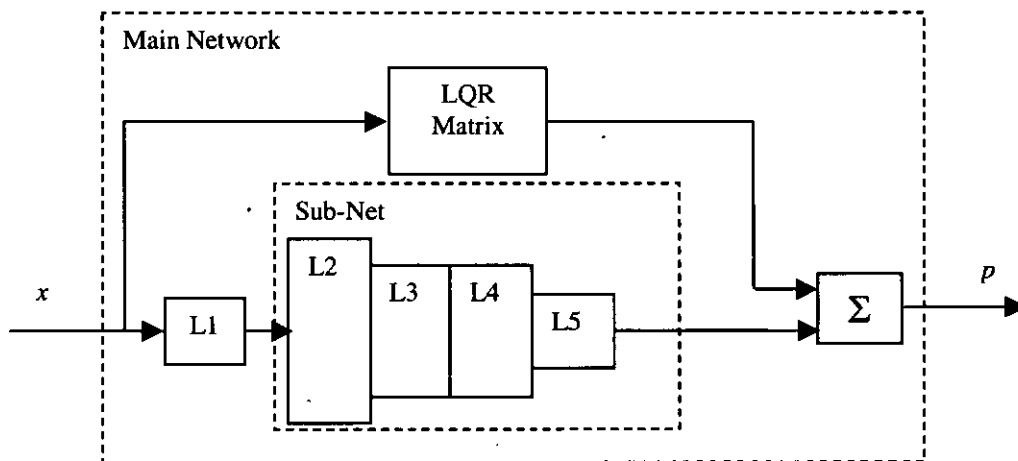 Main Network
LQR
Matrix
Sub-Net
L2
L3
L4
L5
x
L1
Σ
p